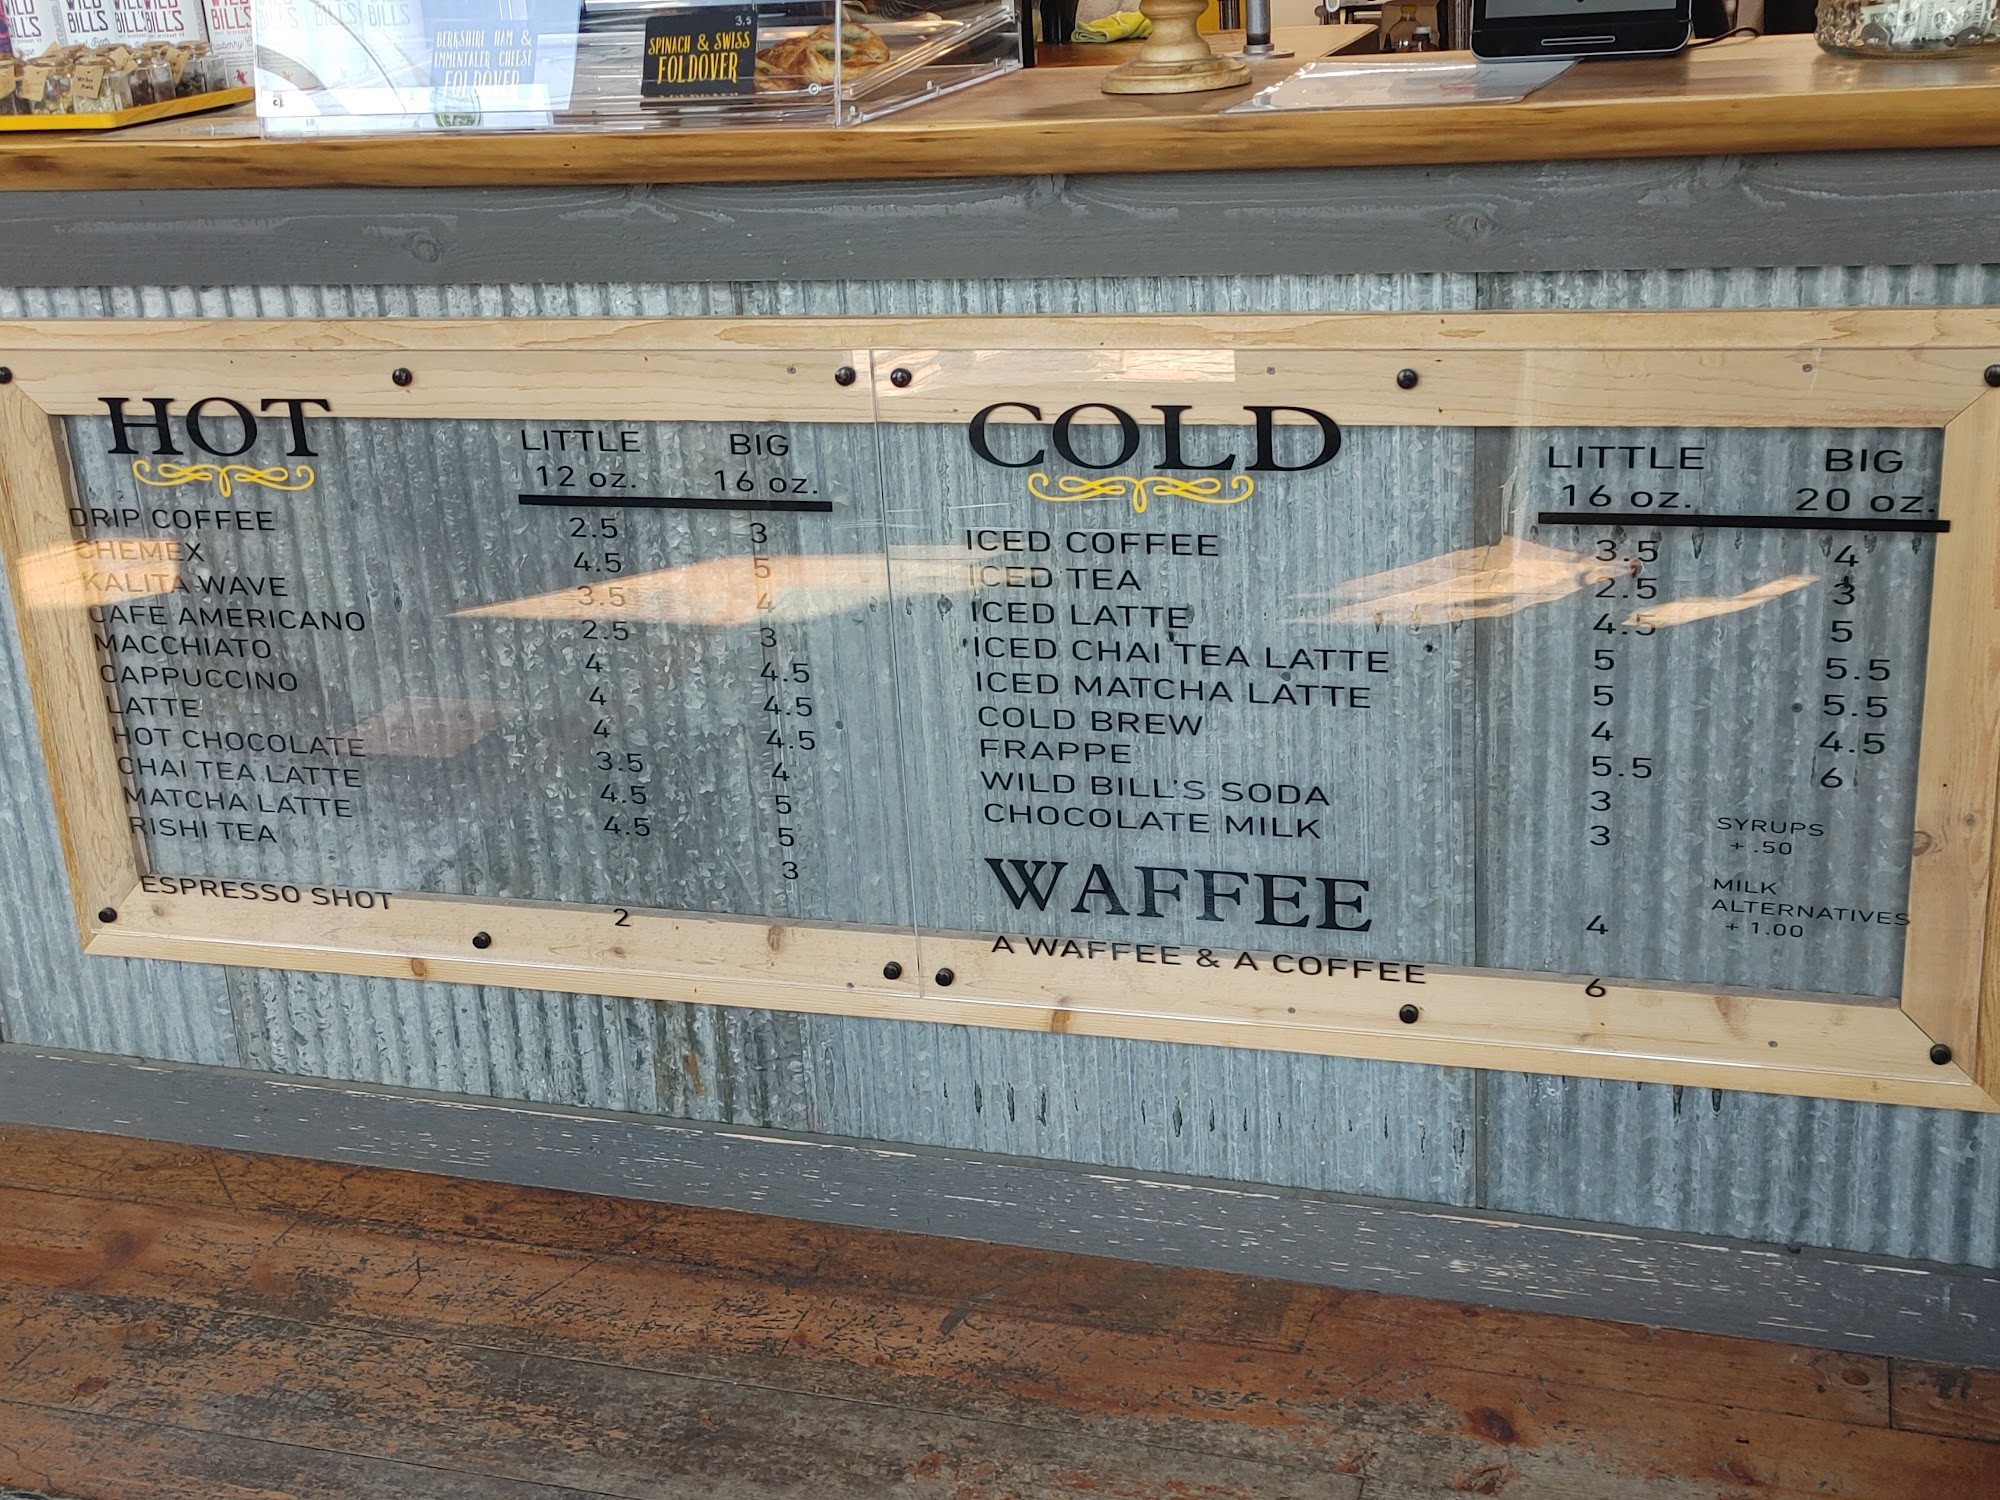 WILD BILL'S
BERKSHIRE HAM &
EMMENTALER CHEESE
FOLDOVER
3.5
SPINACH & SWISS
FOLDOVER
HOT
LITTLE BIG
12 oz. 16 oz.
DRIP COFFEE 2.5 3
CHEMEX 4.5 5
KALITA WAVE 3.5 4
CAFE AMERICANO 2.5 3
MACCHIATO 4 4.5
CAPPUCCINO 4 4.5
LATTE 4 4.5
HOT CHOCOLATE 3.5 4
CHAI TEA LATTE 4.5 5
MATCHA LATTE 4.5 5
RISHI TEA 3
ESPRESSO SHOT 2
COLD
LITTLE BIG
16 oz. 20 oz.
ICED COFFEE 3.5 4
ICED TEA 2.5 3
ICED LATTE 4.5 5
ICED CHAI TEA LATTE 5 5.5
ICED MATCHA LATTE 5 5.5
COLD BREW 4 4.5
FRAPPE 5.5 6
WILD BILL'S SODA 3
CHOCOLATE MILK 3
SYRUPS
+ .50
MILK
ALTERNATIVES
+ 1.00
WAFFEE 4
A WAFFEE & A COFFEE 6